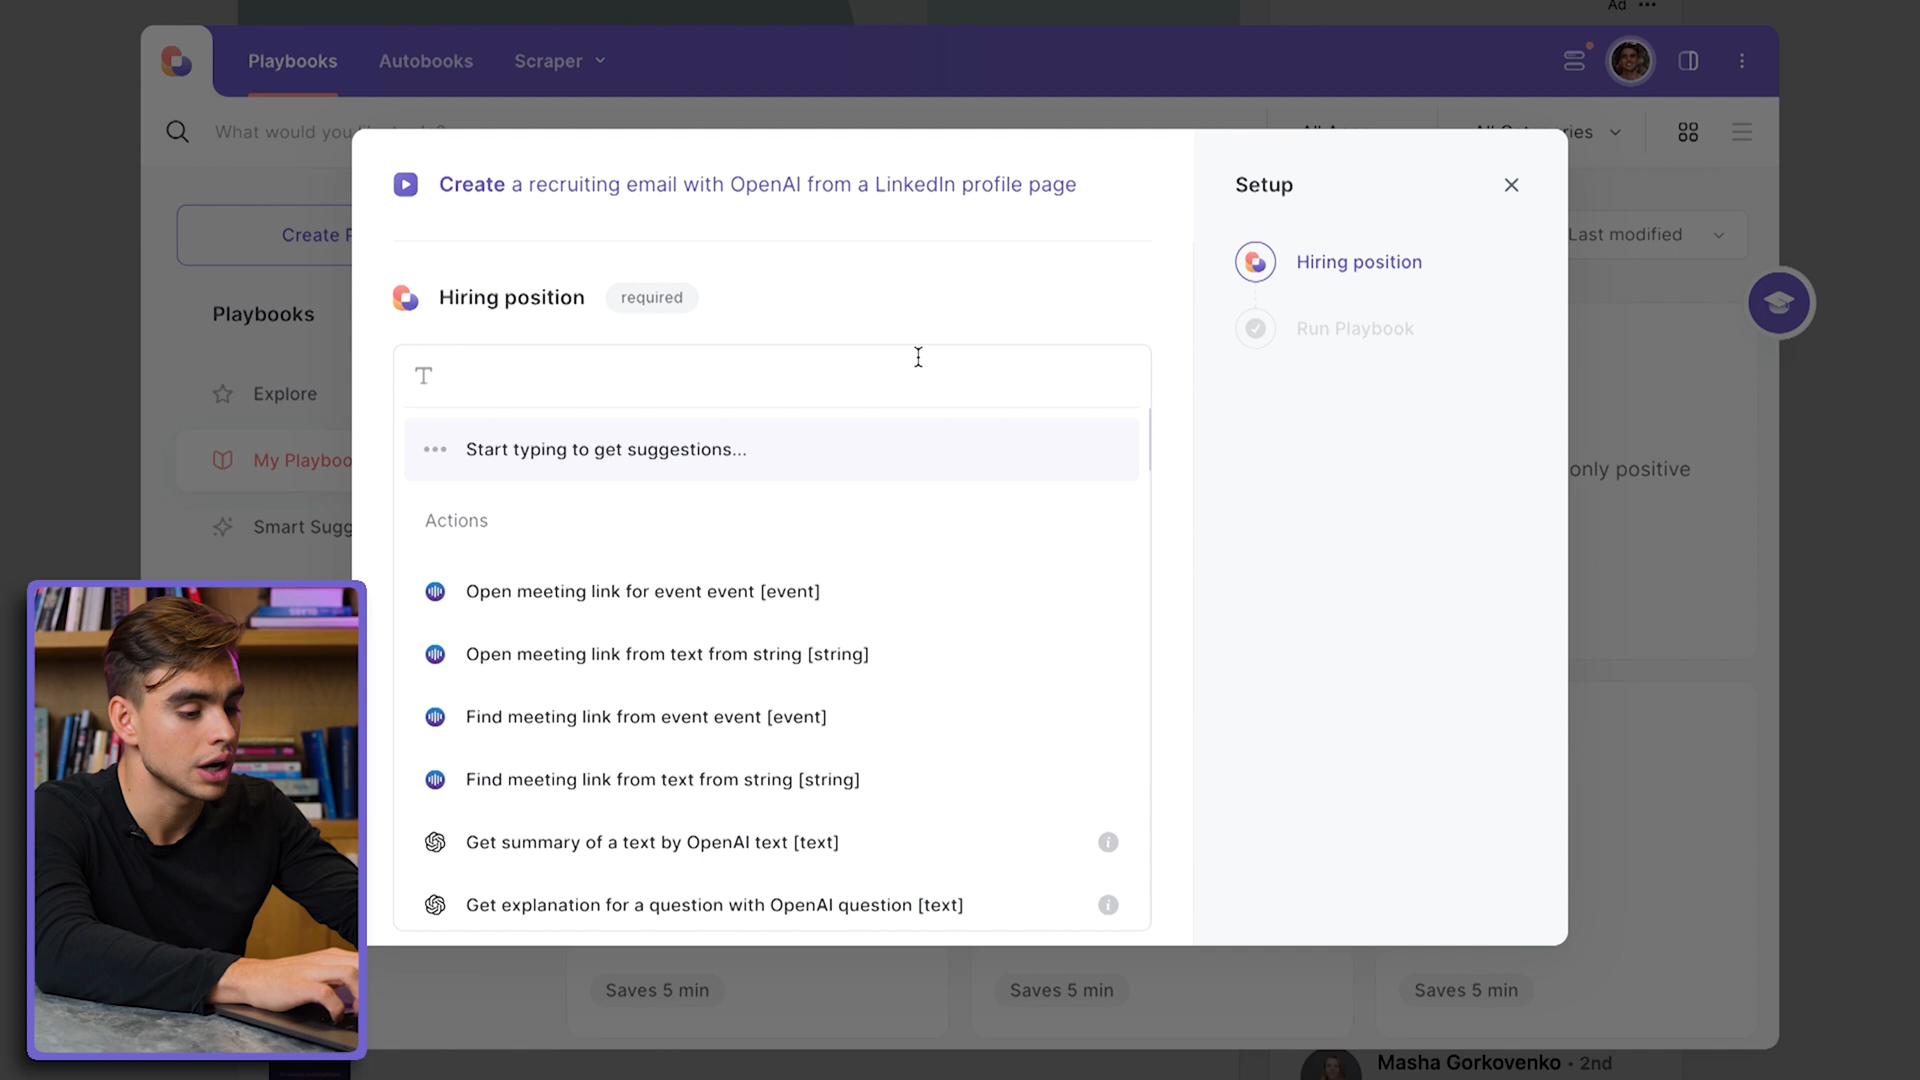 Ad
Playbooks
Autobooks
Scraper
What would you
All
ries
Create a recruiting email with OpenAI from a LinkedIn profile page
Setup
Create
Last modified
Hiring position
Hiring position
required
Playbooks
Run Playbook
T
Explore
Start typing to get suggestions...
My Playboo
only positive
Actions
Smart Sugg
Open meeting link for event event [event]
Open meeting link from text from string [string]
Find meeting link from event event [event]
Find meeting link from text from string [string]
Get summary of a text by OpenAI text [text]
Get explanation for a question with OpenAI question [text]
Saves 5 min
Saves 5 min
Saves 5 min
Masha Gorkovenko • 2nd